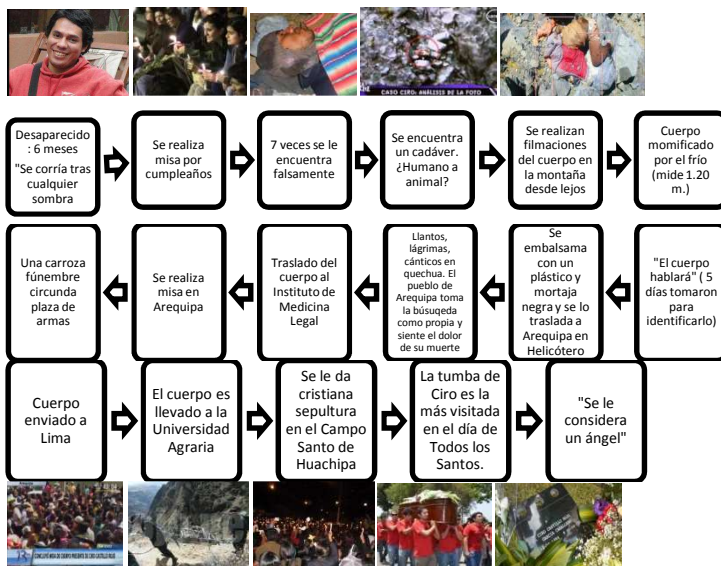 CASO CIRO: ANÁLISIS DE LA FOTO
Desaparecido
: 6 meses
"Se corría tras
cualquier
sombra
Se realiza
misa por
cumpleaños
7 veces se le
encuentra
falsamente
Se encuentra
un cadáver.
¿Humano a
animal?
Se realizan
filmaciones
del cuerpo en
la montaña
desde lejos
Cuerpo
momificado
por el frío
(mide 1.20
m.)
"El cuerpo
hablará" ( 5
días tomaron
para
identificarlo)
Se
embalsama
con un
plástico y
mortaja
negra y se lo
traslada a
Arequipa en
Helicótero
Llantos,
lágrimas,
cánticos en
quechua. El
pueblo de
Arequipa toma
la búsuqeda
como propia y
siente el dolor
de su muerte
Traslado del
cuerpo al
Instituto de
Medicina
Legal
Se realiza
misa en
Arequipa
Una carroza
fúnembre
circunda
plaza de
armas
Cuerpo
enviado a
Lima
El cuerpo es
llevado a la
Universidad
Agraria
Se le da
cristiana
sepultura
en el Campo
Santo de
Huachipa
La tumba de
Ciro es la
más visitada
en el día de
Todos los
Santos.
"Se le
considera
un ángel"